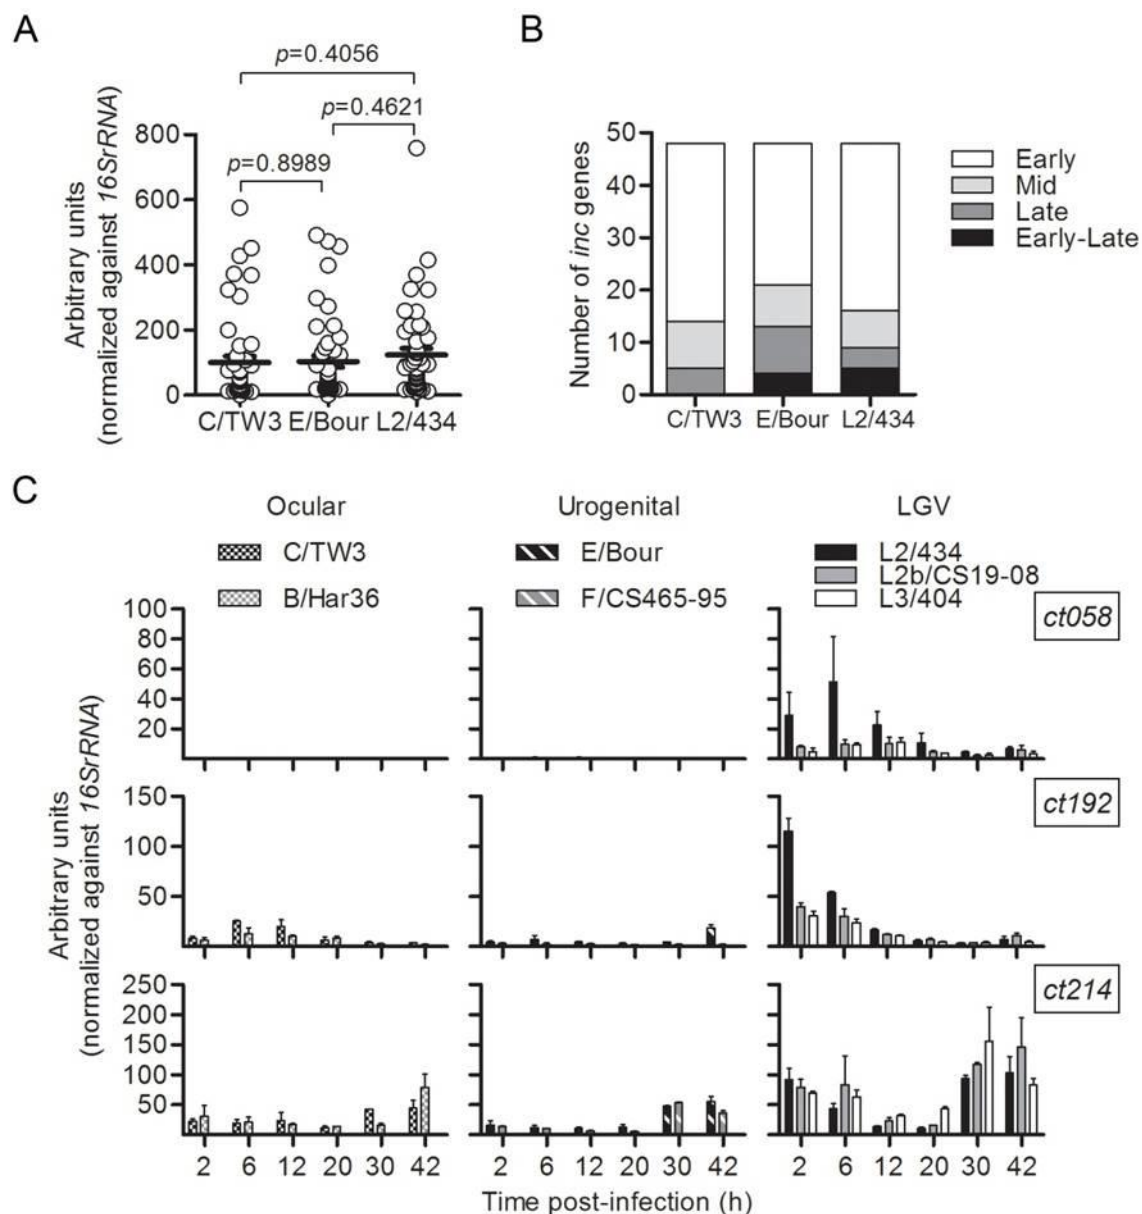 A
p=0.4056
p=0.4621
p=0.8989
800
600
400
200
0
Arbitrary units
(normalized against 16SrRNA)
C/TW3 E/Bour L2/434
B
50
40
30
20
10
0
Number of inc genes
C/TW3 E/Bour L2/434
Early
Mid
Late
Early-Late
C
Ocular
C/TW3
B/Har36
Urogenital
E/Bour
F/CS465-95
LGV
L2/434
L2b/CS19-08
L3/404
Arbitrary units
(normalized against 16SrRNA)
100
80
60
40
20
ct058
150
100
50
ct192
250
200
150
100
50
ct214
2 6 12 20 30 42
2 6 12 20 30 42
2 6 12 20 30 42
Time post-infection (h)